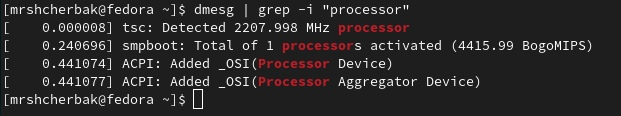 [mrshcherbak@fedora ~]$ dmesg | grep -i "processor"
[    0.000008] tsc: Detected 2207.998 MHz processor
[    0.240696] smpboot: Total of 1 processors activated (4415.99 BogoMIPS)
[    0.441074] ACPI: Added _OSI(Processor Device)
[    0.441077] ACPI: Added _OSI(Processor Aggregator Device)
[mrshcherbak@fedora ~]$